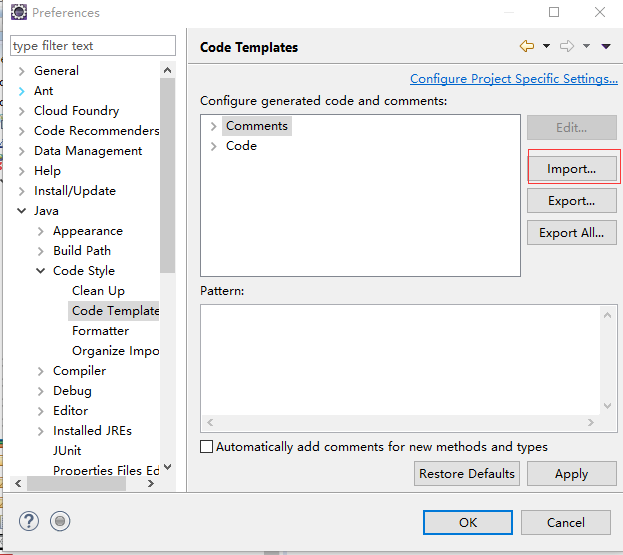 Preferences
type filter text
General
Ant
Cloud Foundry
Code Recommenders
Data Management
Help
Install/Update
Java
Appearance
Build Path
Code Style
Clean Up
Code Template
Formatter
Organize Impo
Compiler
Debug
Editor
Installed JREs
JUnit
Properties Files Ed
Code Templates
Configure Project Specific Settings...
Configure generated code and comments:
Comments
Code
Edit...
Import...
Export...
Export All...
Pattern:
Automatically add comments for new methods and types
Restore Defaults
Apply
?
OK
Cancel